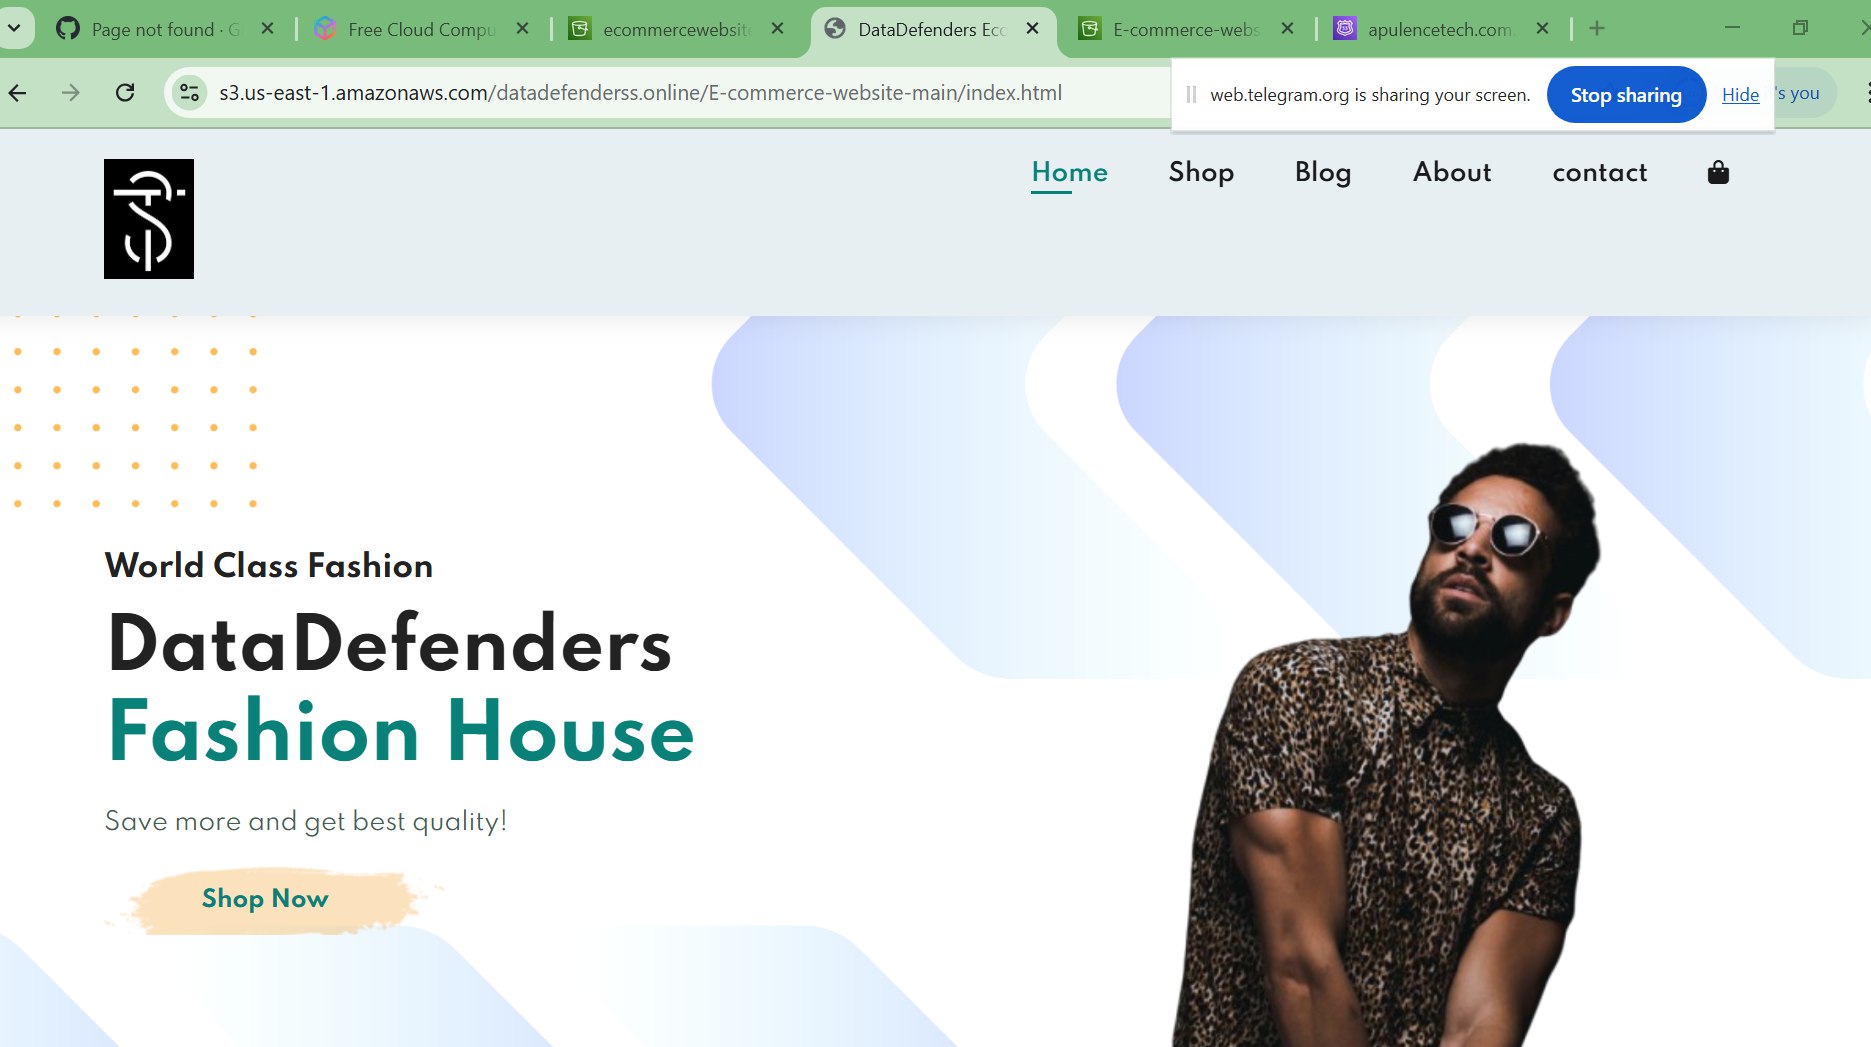 Page not found · G
Free Cloud Compu
ecommercewebsite
DataDefenders Ecc
E-commerce-webs
apulencetech.com
s3.us-east-1.amazonaws.com/datadefenderss.online/E-commerce-website-main/index.html
web.telegram.org is sharing your screen.
Stop sharing
Hide
's you
Home
Shop
Blog
About
contact
World Class Fashion
DataDefenders
Fashion House
Save more and get best quality!
Shop Now